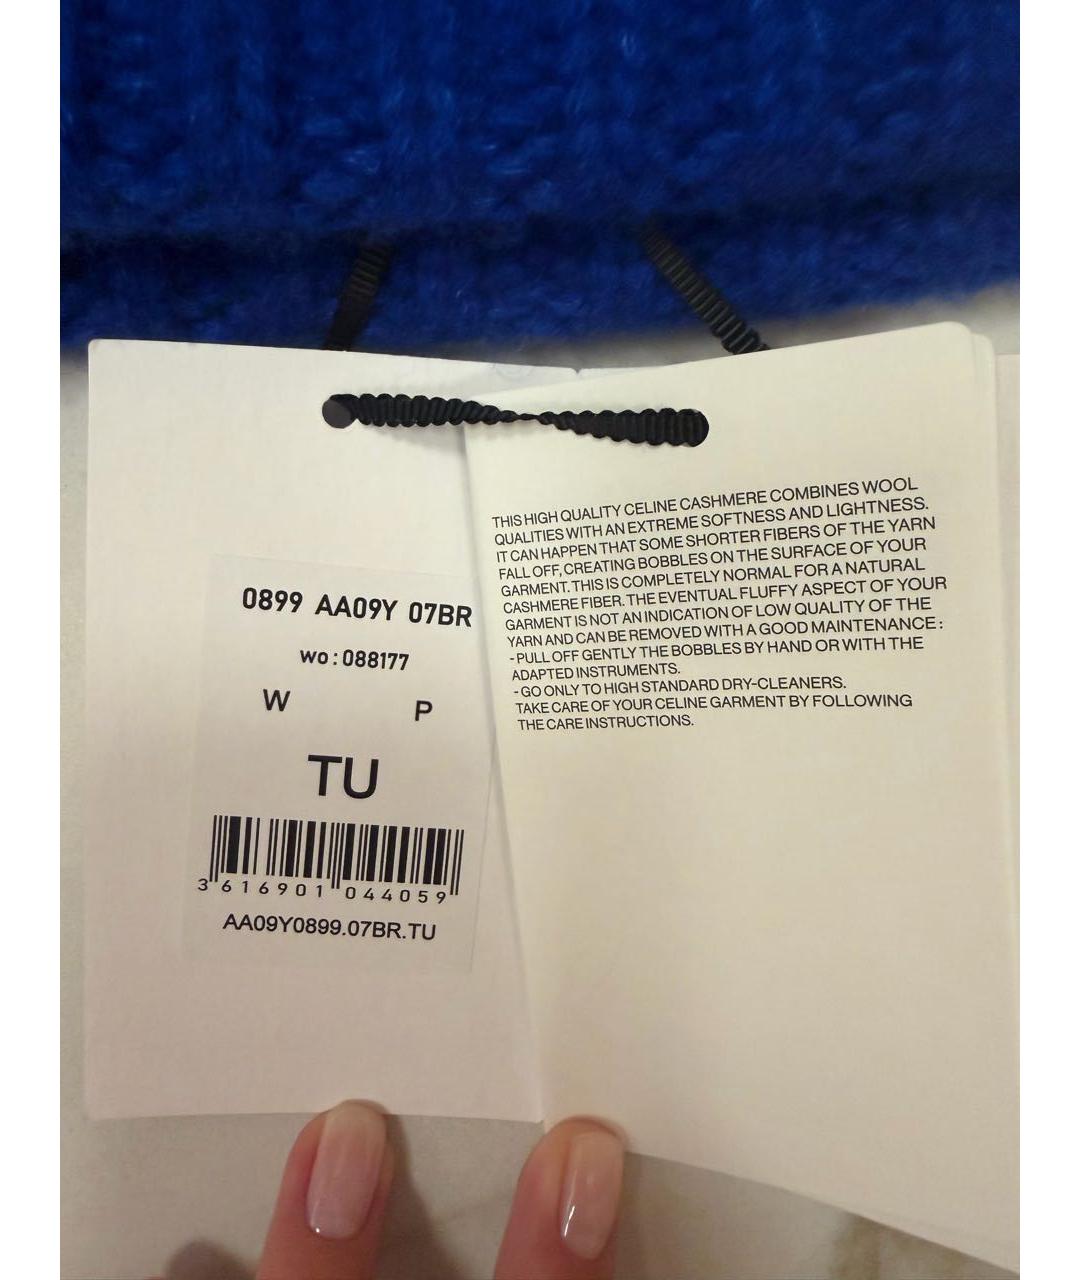 0899 AA09Y 07BR
wo:088177
W P
TU
3 616901 044059
AA09Y0899.07BR.TU
THIS HIGH QUALITY CELINE CASHMERE COMBINES WOOL
QUALITIES WITH AN EXTREME SOFTNESS AND LIGHTNESS.
IT CAN HAPPEN THAT SOME SHORTER FIBERS OF THE YARN
FALL OFF, CREATING BOBBLES ON THE SURFACE OF YOUR
GARMENT. THIS IS COMPLETELY NORMAL FOR A NATURAL
CASHMERE FIBER. THE EVENTUAL FLUFFY ASPECT OF YOUR
GARMENT IS NOT AN INDICATION OF LOW QUALITY OF THE
YARN AND CAN BE REMOVED WITH A GOOD MAINTENANCE :
-PULL OFF GENTLY THE BOBBLES BY HAND OR WITH THE
ADAPTED INSTRUMENTS.
-GO ONLY TO HIGH STANDARD DRY-CLEANERS.
TAKE CARE OF YOUR CELINE GARMENT BY FOLLOWING
THE CARE INSTRUCTIONS.